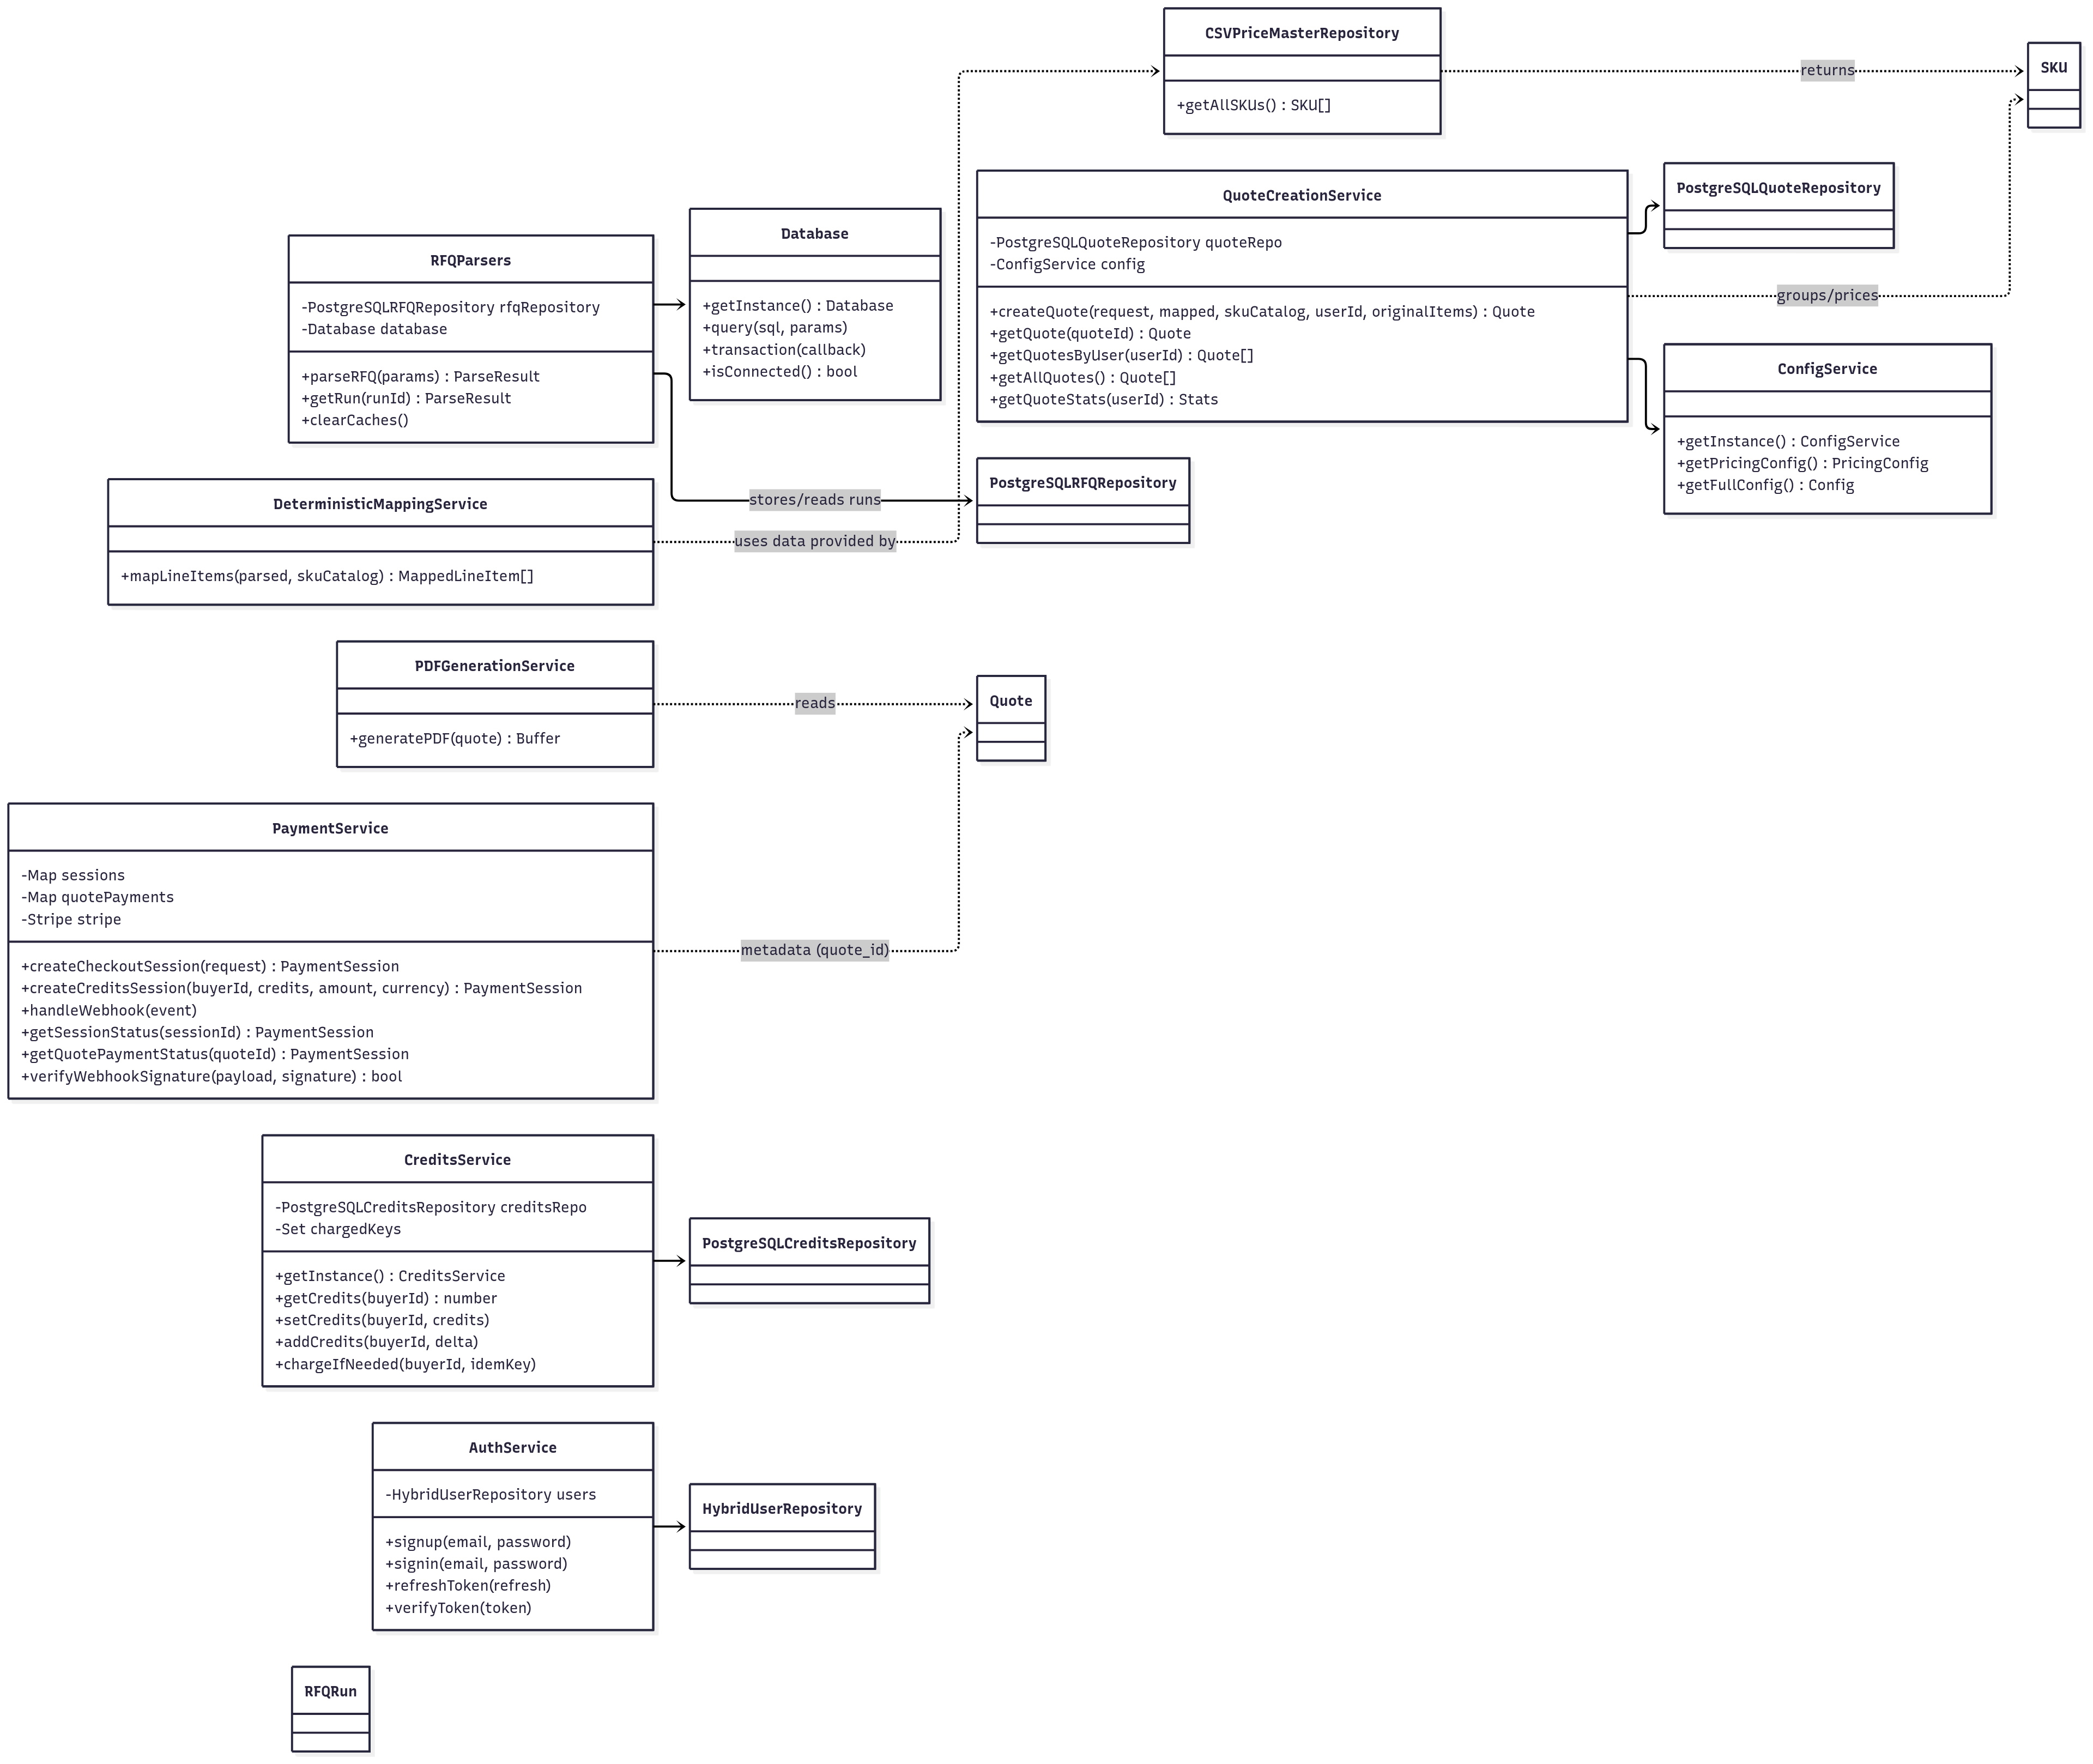 CSVPriceMasterRepository
+getAllSKUs() : SKU[]
returns
SKU
QuoteCreationService
-PostgreSQLQuoteRepository quoteRepo
-ConfigService config
+createQuote(request, mapped, skuCatalog, userId, originalItems) : Quote
+getQuote(quoteId) : Quote
+getQuotesByUser(userId) : Quote[]
+getAllQuotes() : Quote[]
+getQuoteStats(userId) : Stats
PostgreSQLQuoteRepository
groups/prices
ConfigService
+getInstance() : ConfigService
+getPricingConfig() : PricingConfig
+getFullConfig() : Config
RFQParsers
-PostgreSQLRFQRepository rfqRepository
-Database database
+parseRFQ(params) : ParseResult
+getRun(runId) : ParseResult
+clearCaches()
Database
+getInstance() : Database
+query(sql, params)
+transaction(callback)
+isConnected() : bool
stores/reads runs
PostgreSQLRFQRepository
DeterministicMappingService
+mapLineItems(parsed, skuCatalog) : MappedLineItem[]
uses data provided by
PDFGenerationService
+generatePDF(quote) : Buffer
reads
Quote
PaymentService
-Map sessions
-Map quotePayments
-Stripe stripe
+createCheckoutSession(request) : PaymentSession
+createCreditsSession(buyerId, credits, amount, currency) : PaymentSession
+handleWebhook(event)
+getSessionStatus(sessionId) : PaymentSession
+getQuotePaymentStatus(quoteId) : PaymentSession
+verifyWebhookSignature(payload, signature) : bool
metadata (quote_id)
CreditsService
-PostgreSQLCreditsRepository creditsRepo
-Set chargedKeys
+getInstance() : CreditsService
+getCredits(buyerId) : number
+setCredits(buyerId, credits)
+addCredits(buyerId, delta)
+chargeIfNeeded(buyerId, idemKey)
PostgreSQLCreditsRepository
AuthService
-HybridUserRepository users
+signup(email, password)
+signin(email, password)
+refreshToken(refresh)
+verifyToken(token)
HybridUserRepository
RFQRun